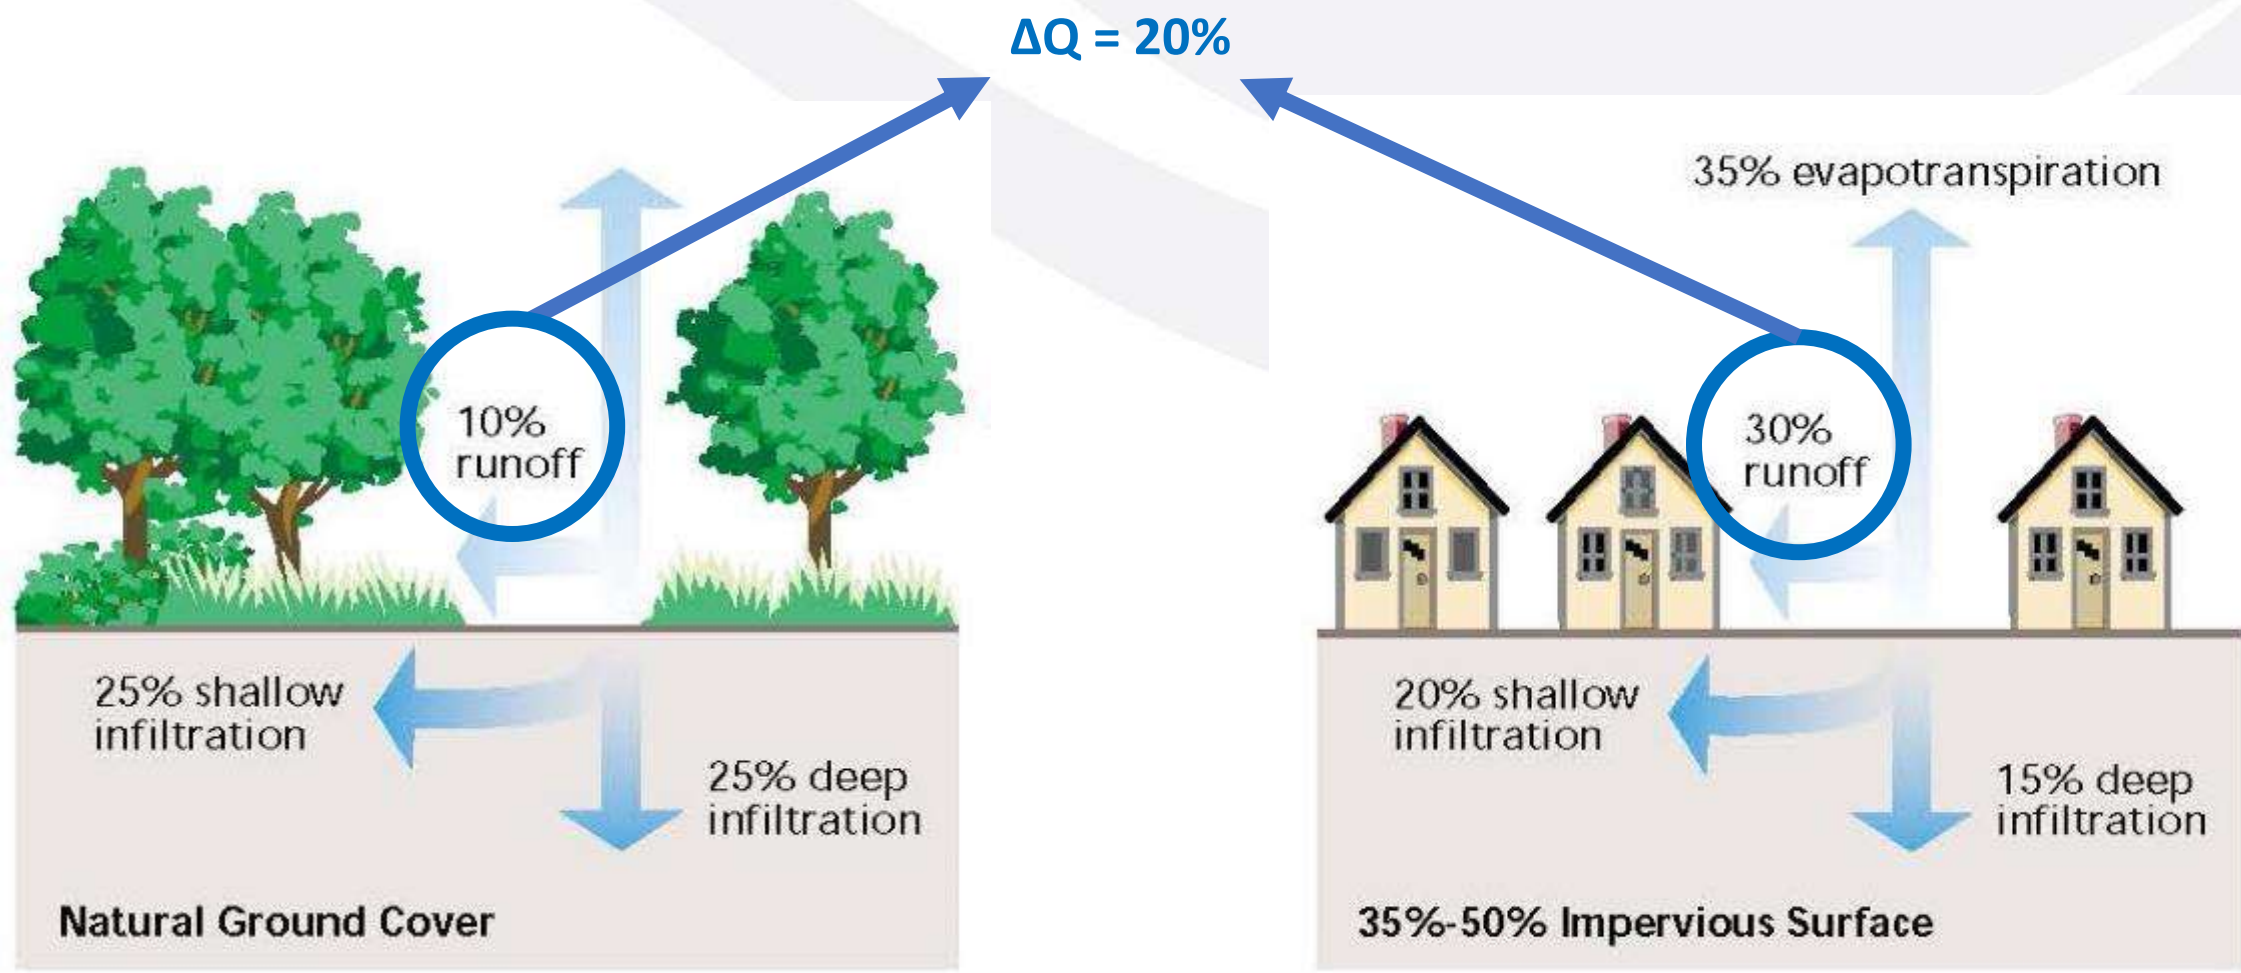 ΔQ = 20%
10%
runoff
25% shallow
infiltration
25% deep
infiltration
Natural Ground Cover
35% evapotranspiration
30%
runoff
20% shallow
infiltration
15% deep
infiltration
35%-50% Impervious Surface